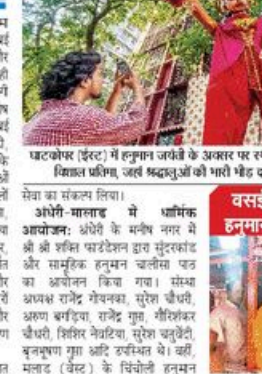 घाटकोपर (ईस्ट) में हनुमान जयंती के अवसर पर
विशाल प्रतिमा, जहां श्रद्धालुओं की भारी भीड़
सेवा का संकल्प लिया।
अंधेरी-मालाड में धार्मिक
आयोजन: अंधेरी के मनीष नगर में
श्री श्री शक्ति फाउंडेशन द्वारा सुंदरकांड
और सामूहिक हनुमान चालीसा पाठ
का आयोजन किया गया। संस्था
अध्यक्ष राजेंद्र गोयनका, सुरेश चौधरी,
अरुण बगड़िया, राजेंद्र गुप्ता, गौरिशंकर
चौधरी, शिशिर नेवटिया, सुरेश चतुर्वेदी,
बृजभूषण गुप्ता आदि उपस्थित थे। वहीं,
मलाड (वेस्ट) के चिंचोली हनुमान
वसई